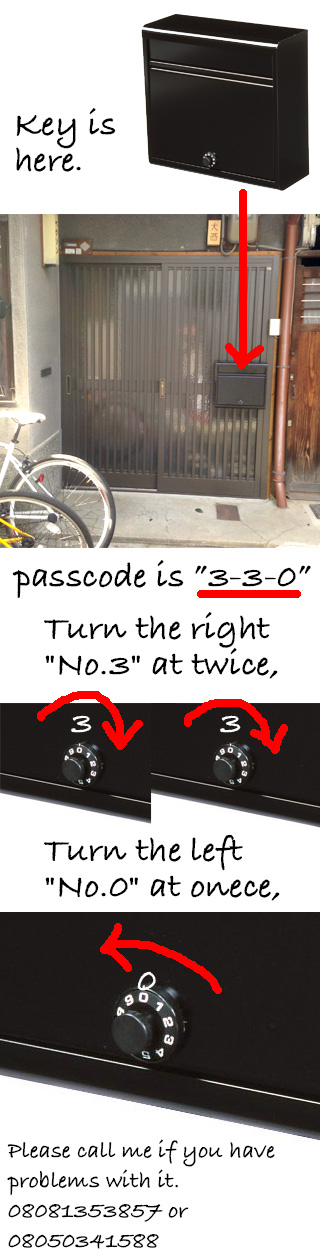 Key is
here.
大西
passcode is "3-3-0"
Turn the right
"No.3" at twice,
3
3
Turn the left
"No.0" at onece,
0
Please call me if you have
problems with it.
08081353857 or
08050341588